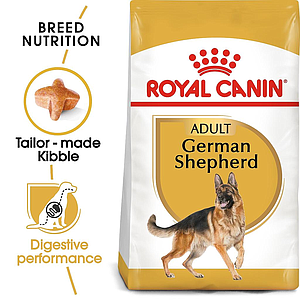 BREED
NUTRITION
Tailor - made
Kibble
Digestive
performance
ROYAL CANIN
ADULT
German
Shepherd